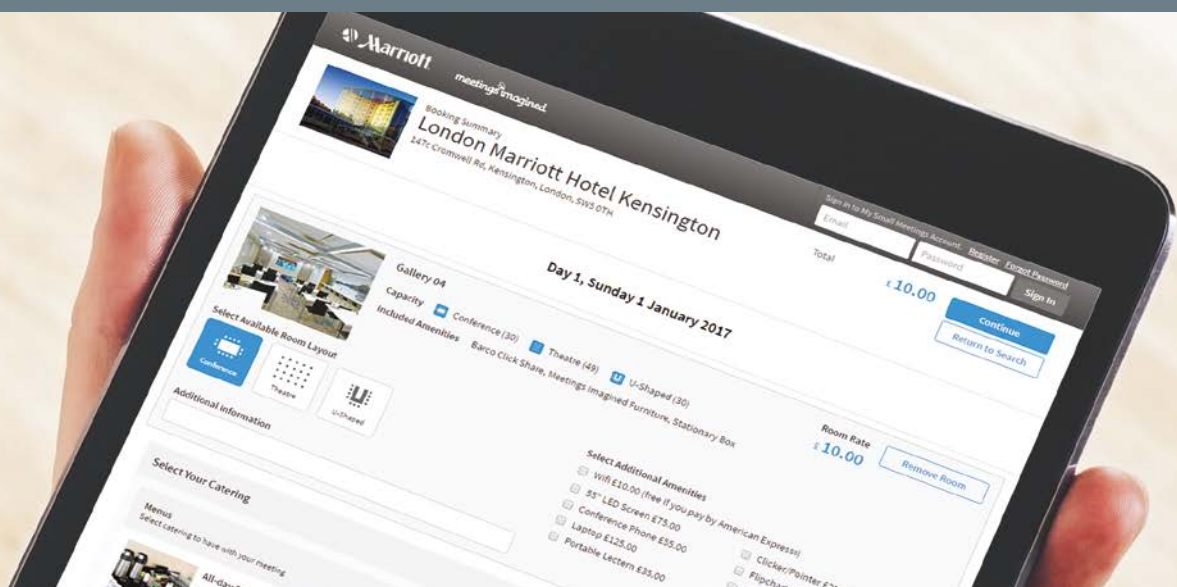 Marriott
meetings imagined
Sign in to My Small Meetings Account. Register Forgot Password
Email
Password
Sign In
Booking Summary
London Marriott Hotel Kensington
147c Cromwell Rd, Kensington, London, SW5 0TH
Total
£10.00
Continue
Return to Search
Day 1, Sunday 1 January 2017
Gallery 04
Capacity Conference (30) Theatre (49) U-Shaped (30)
Included Amenities Barco Click Share, Meetings Imagined Furniture, Stationary Box
Room Rate
£10.00
Remove Room
Select Available Room Layout
Conference
Theatre
U-Shaped
Additional Information
Select Additional Amenities
Wifi £10.00 (free if you pay by American Express)
55" LED Screen £75.00
Conference Phone £55.00
Laptop £125.00
Portable Lectern £35.00
Clicker/Pointer
Select Your Catering
Menus
Select catering to have with your meeting